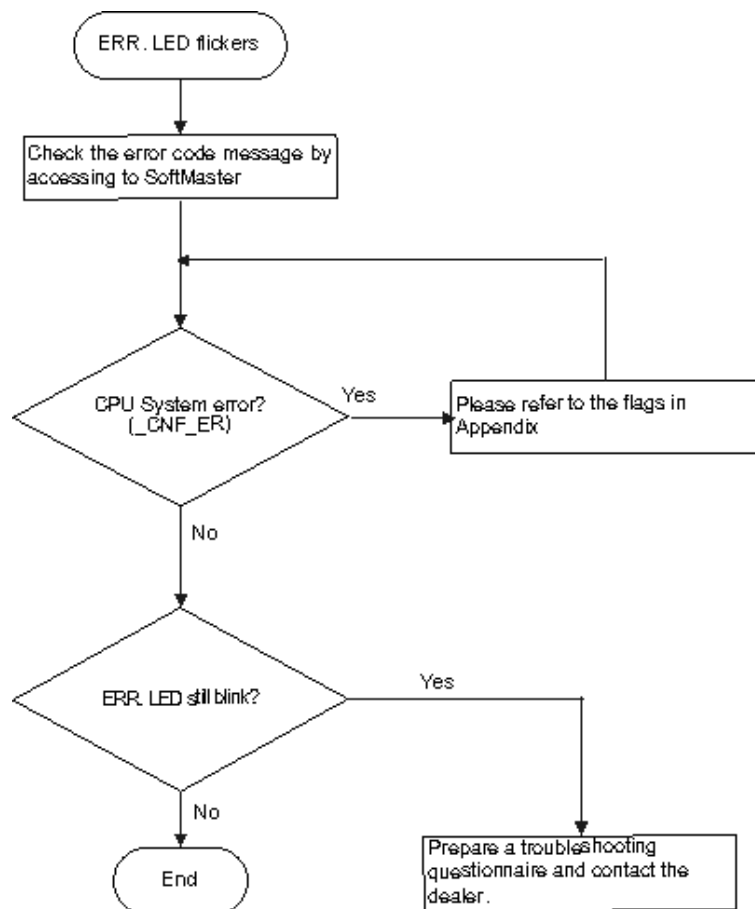 ERR. LED flickers
Check the error code message by
accessing to SoftMaster
CPU System error?
(_CNF_ER)
Yes
Please refer to the flags in
Appendix
No
ERR. LED still blink?
Yes
No
End
Prepare a troubleshooting
questionnaire and contact the
dealer.